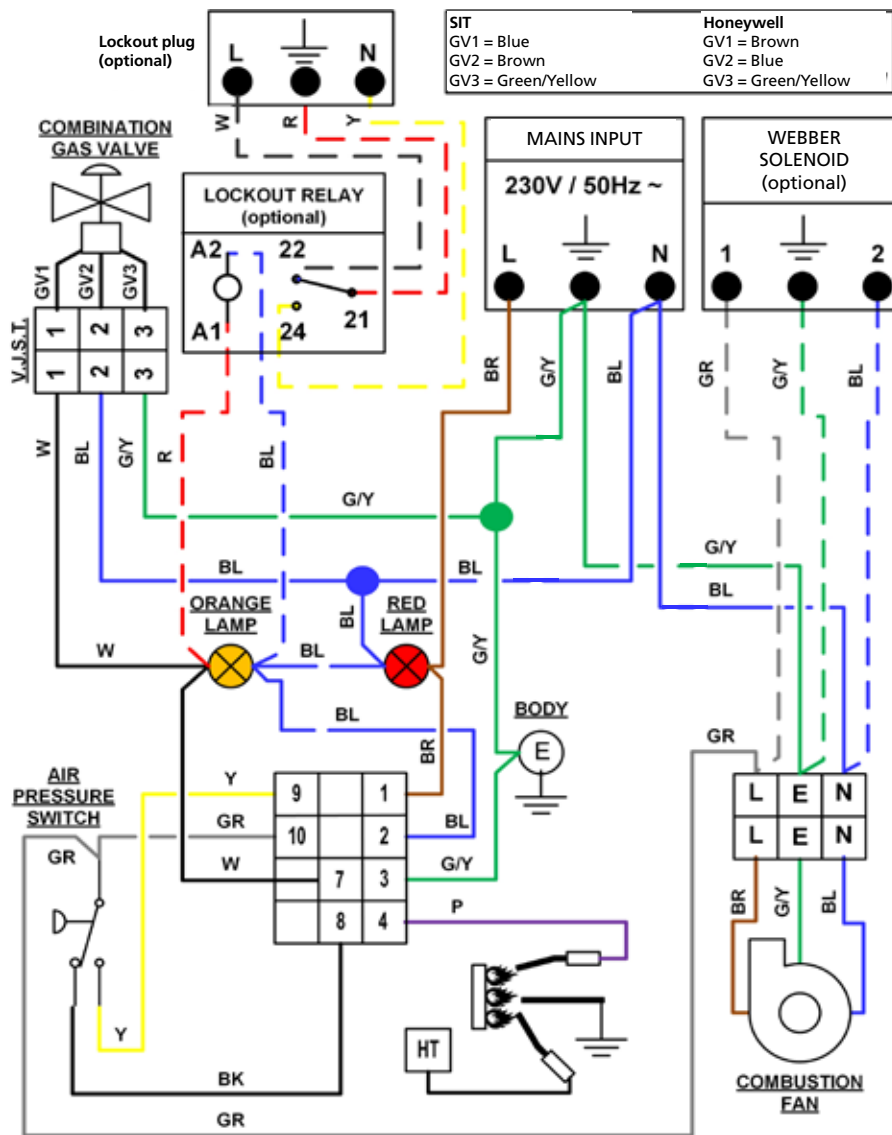 Lockout plug
(optional)
L
N
SIT
GV1 = Blue
GV2 = Brown
GV3 = Green/Yellow
Honeywell
GV1 = Brown
GV2 = Blue
GV3 = Green/Yellow
W
R
Y
COMBINATION
GAS VALVE
MAINS INPUT
230V / 50Hz ~
L
N
WEBBER
SOLENOID
(optional)
1
2
LOCKOUT RELAY
(optional)
A2
22
A1
24
21
GV1
GV2
GV3
V.J.S.T.
1
2
3
1
2
3
BR
G/Y
BL
GR
G/Y
BL
W
BL
G/Y
R
BL
G/Y
G/Y
BL
BL
BL
ORANGE
LAMP
BL
RED
LAMP
W
BL
G/Y
BL
BR
BODY
E
GR
AIR
PRESSURE
SWITCH
Y
9
1
GR
10
2
BL
GR
W
7
3
G/Y
8
4
P
L
E
N
L
E
N
BR
G/Y
BL
Y
HT
BK
GR
COMBUSTION
FAN